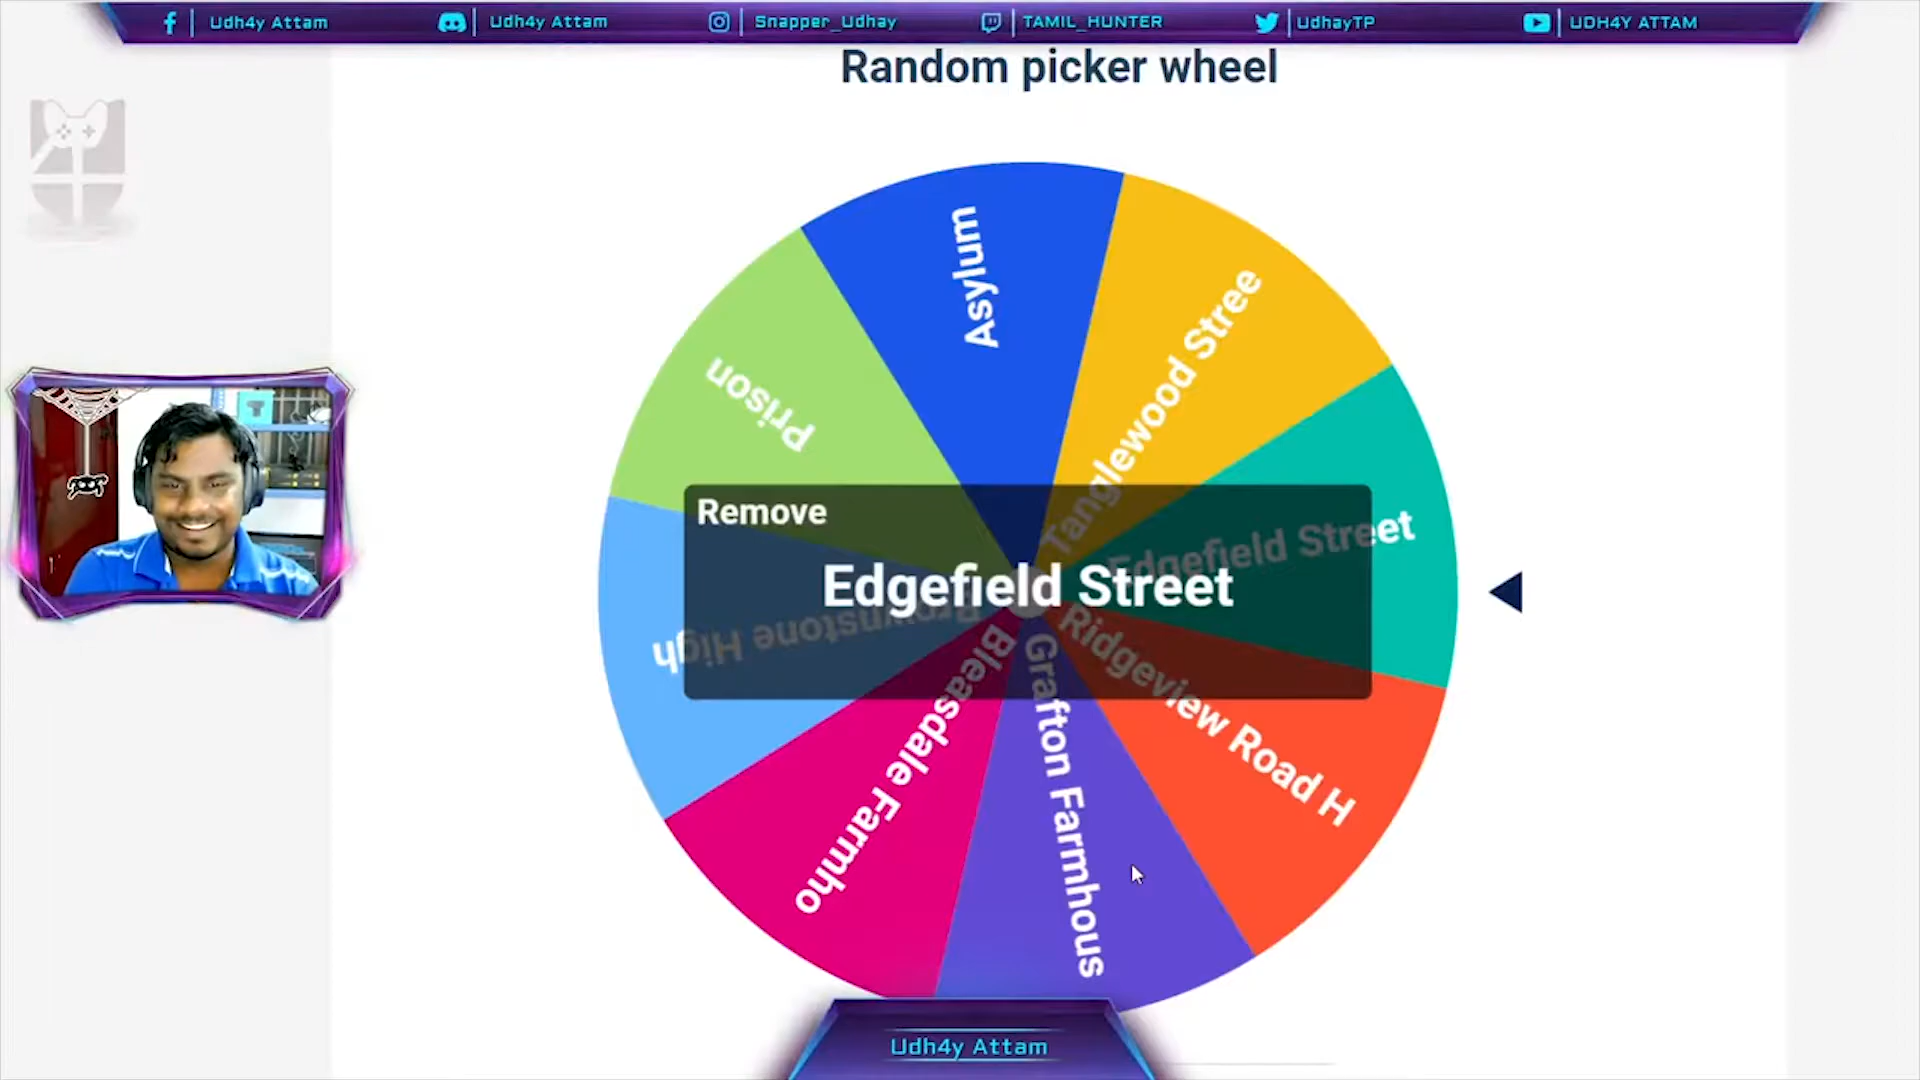 Udh4y Attam
Udh4y Attam
Snapper_Udhay
TAMIL_HUNTER
UdhayTP
UDH4Y ATTAM
Random picker wheel
Asylum
Tanglewood Stree
Prison
Edgefield Street
Remove
Edgefield Street
Brownstone High
Ridgeview Road H
Grafton Farmhous
Bleasdale Farmho
Udh4y Attam